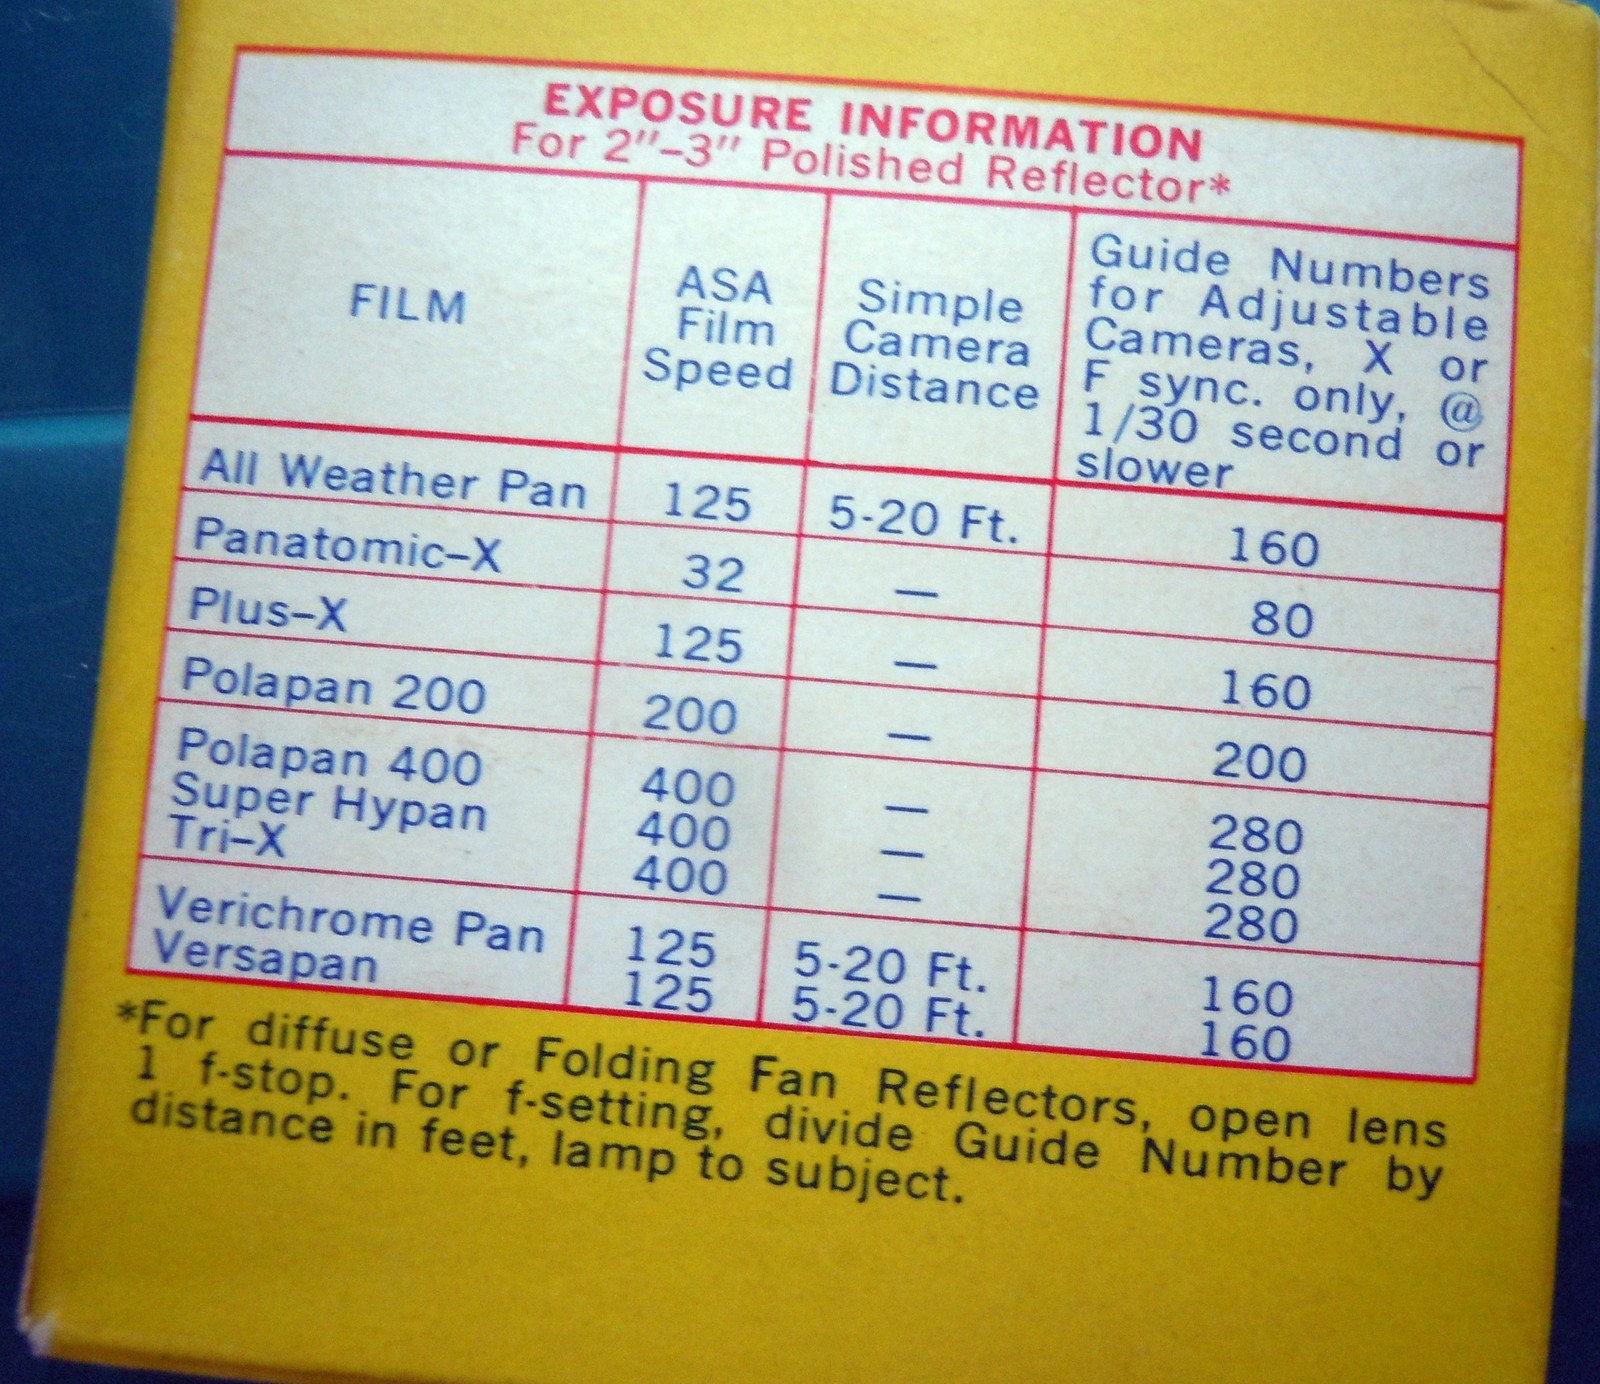 EXPOSURE INFORMATION
For 2"–3" Polished Reflector*
FILM
ASA
Film
Speed
Simple
Camera
Distance
Guide Numbers
for Adjustable
Cameras, X or
F sync. only, @
1/30 second or
slower
All Weather Pan 125 5-20 Ft. 160
Panatomic–X 32 — 80
Plus–X 125 — 160
Polapan 200 200 — 200
Polapan 400 400 — 280
Super Hypan 400 — 280
Tri–X 400 — 280
Verichrome Pan 125 5-20 Ft. 160
Versapan 125 5-20 Ft. 160
*For diffuse or Folding Fan Reflectors, open lens
1 f-stop. For f-setting, divide Guide Number by
distance in feet, lamp to subject.